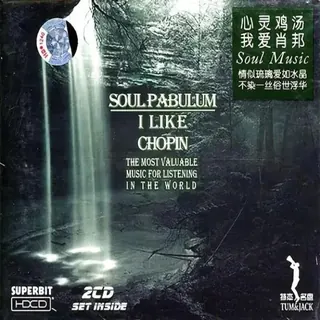 心灵鸡汤
我爱肖邦
Soul Music
情似琉璃爱如水晶
不染一丝俗世浮华
SOUL PABULUM
I LIKE
CHOPIN
THE MOST VALUABLE
MUSIC FOR LISTENING
IN THE WORLD
SUPERBIT
HDCD
2CD
SET INSIDE
TUM&JACK